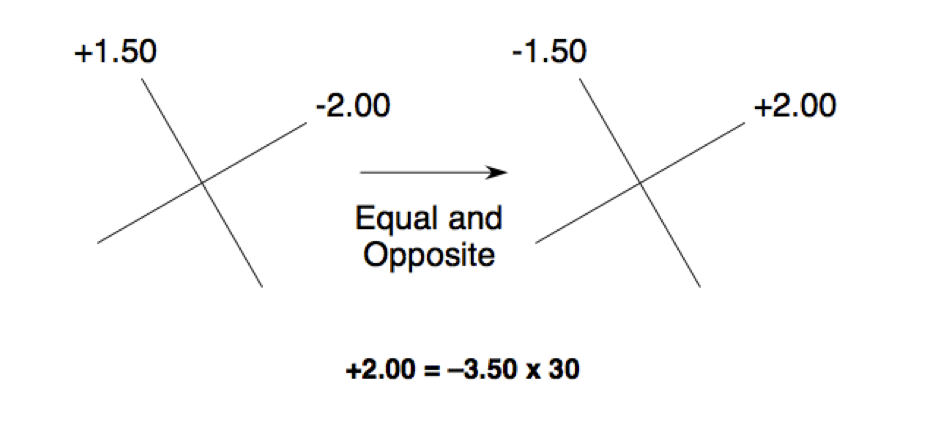 +1.50
-1.50
-2.00
+2.00
Equal and
Opposite
+2.00 = –3.50 x 30